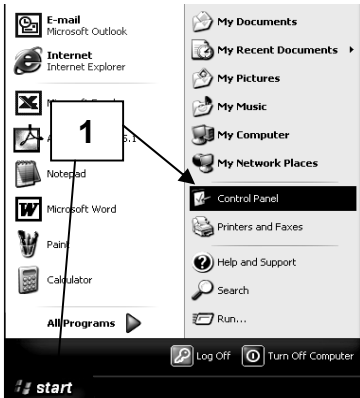 E-mail
Microsoft Outlook
Internet
Internet Explorer
1
Notepad
Microsoft Word
Paint
Calculator
All Programs
My Documents
My Recent Documents
My Pictures
My Music
My Computer
My Network Places
Control Panel
Printers and Faxes
Help and Support
Search
Run...
Log Off
Turn Off Computer
start